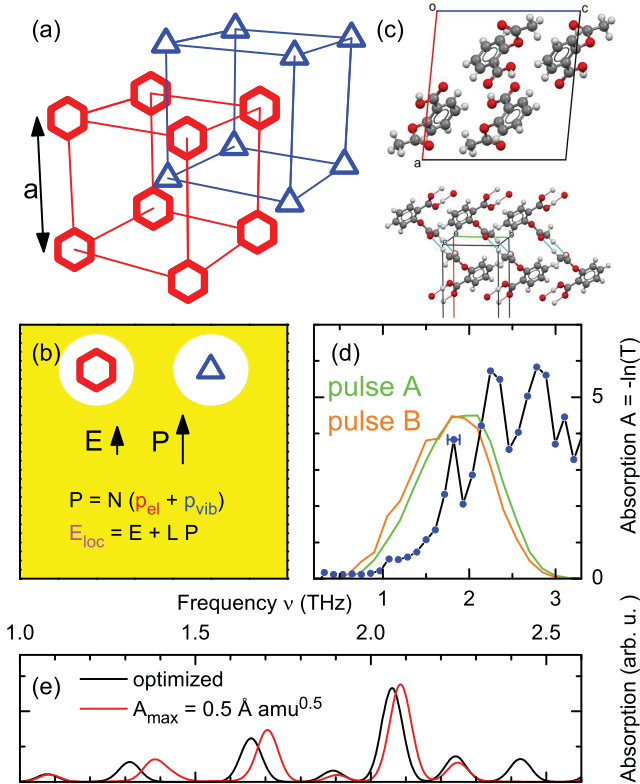 (a)
a
(c)
o
c
a
(b)
E P
P = N (p_el + p_vib)
E_loc = E + L P
(d)
pulse A
pulse B
5
0
1 2 3
Absorption A = -ln(T)
Frequency ν (THz)
1.0 1.5 2.0 2.5
(e)
optimized
A_max = 0.5 Å amu^0.5
Absorption (arb. u.)